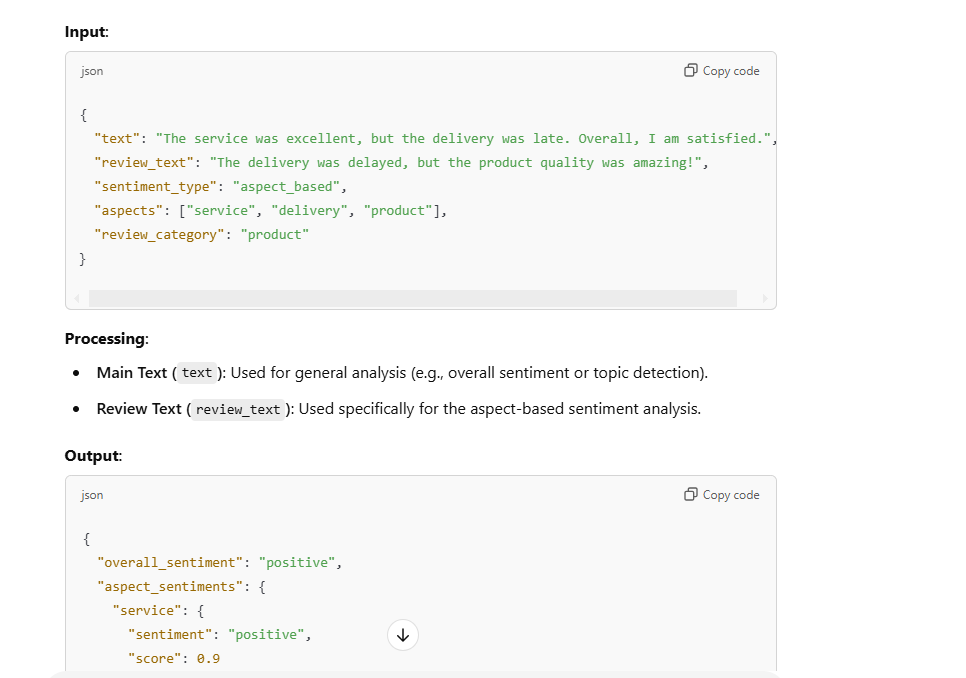 Input:
json
Copy code
{
"text": "The service was excellent, but the delivery was late. Overall, I am satisfied.",
"review_text": "The delivery was delayed, but the product quality was amazing!",
"sentiment_type": "aspect_based",
"aspects": ["service", "delivery", "product"],
"review_category": "product"
}
Processing:
• Main Text ( text ): Used for general analysis (e.g., overall sentiment or topic detection).
• Review Text ( review_text ): Used specifically for the aspect-based sentiment analysis.
Output:
json
Copy code
{
"overall_sentiment": "positive",
"aspect_sentiments": {
"service": {
"sentiment": "positive",
"score": 0.9